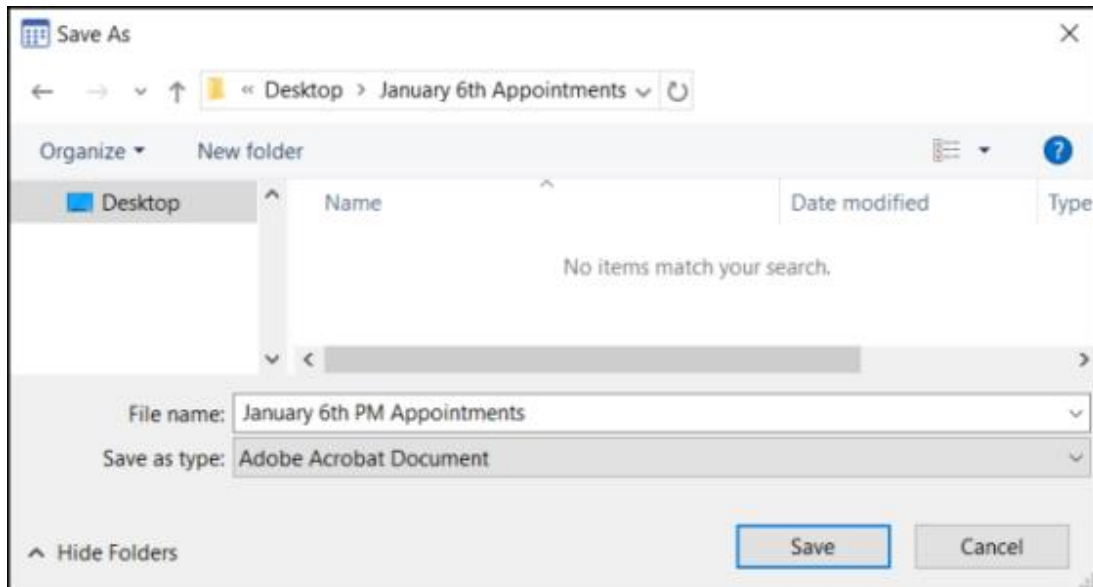 Save As
« Desktop > January 6th Appointments
Organize New folder ?
Desktop Name Date modified Type
No items match your search.
File name: January 6th PM Appointments
Save as type: Adobe Acrobat Document
Hide Folders Save Cancel